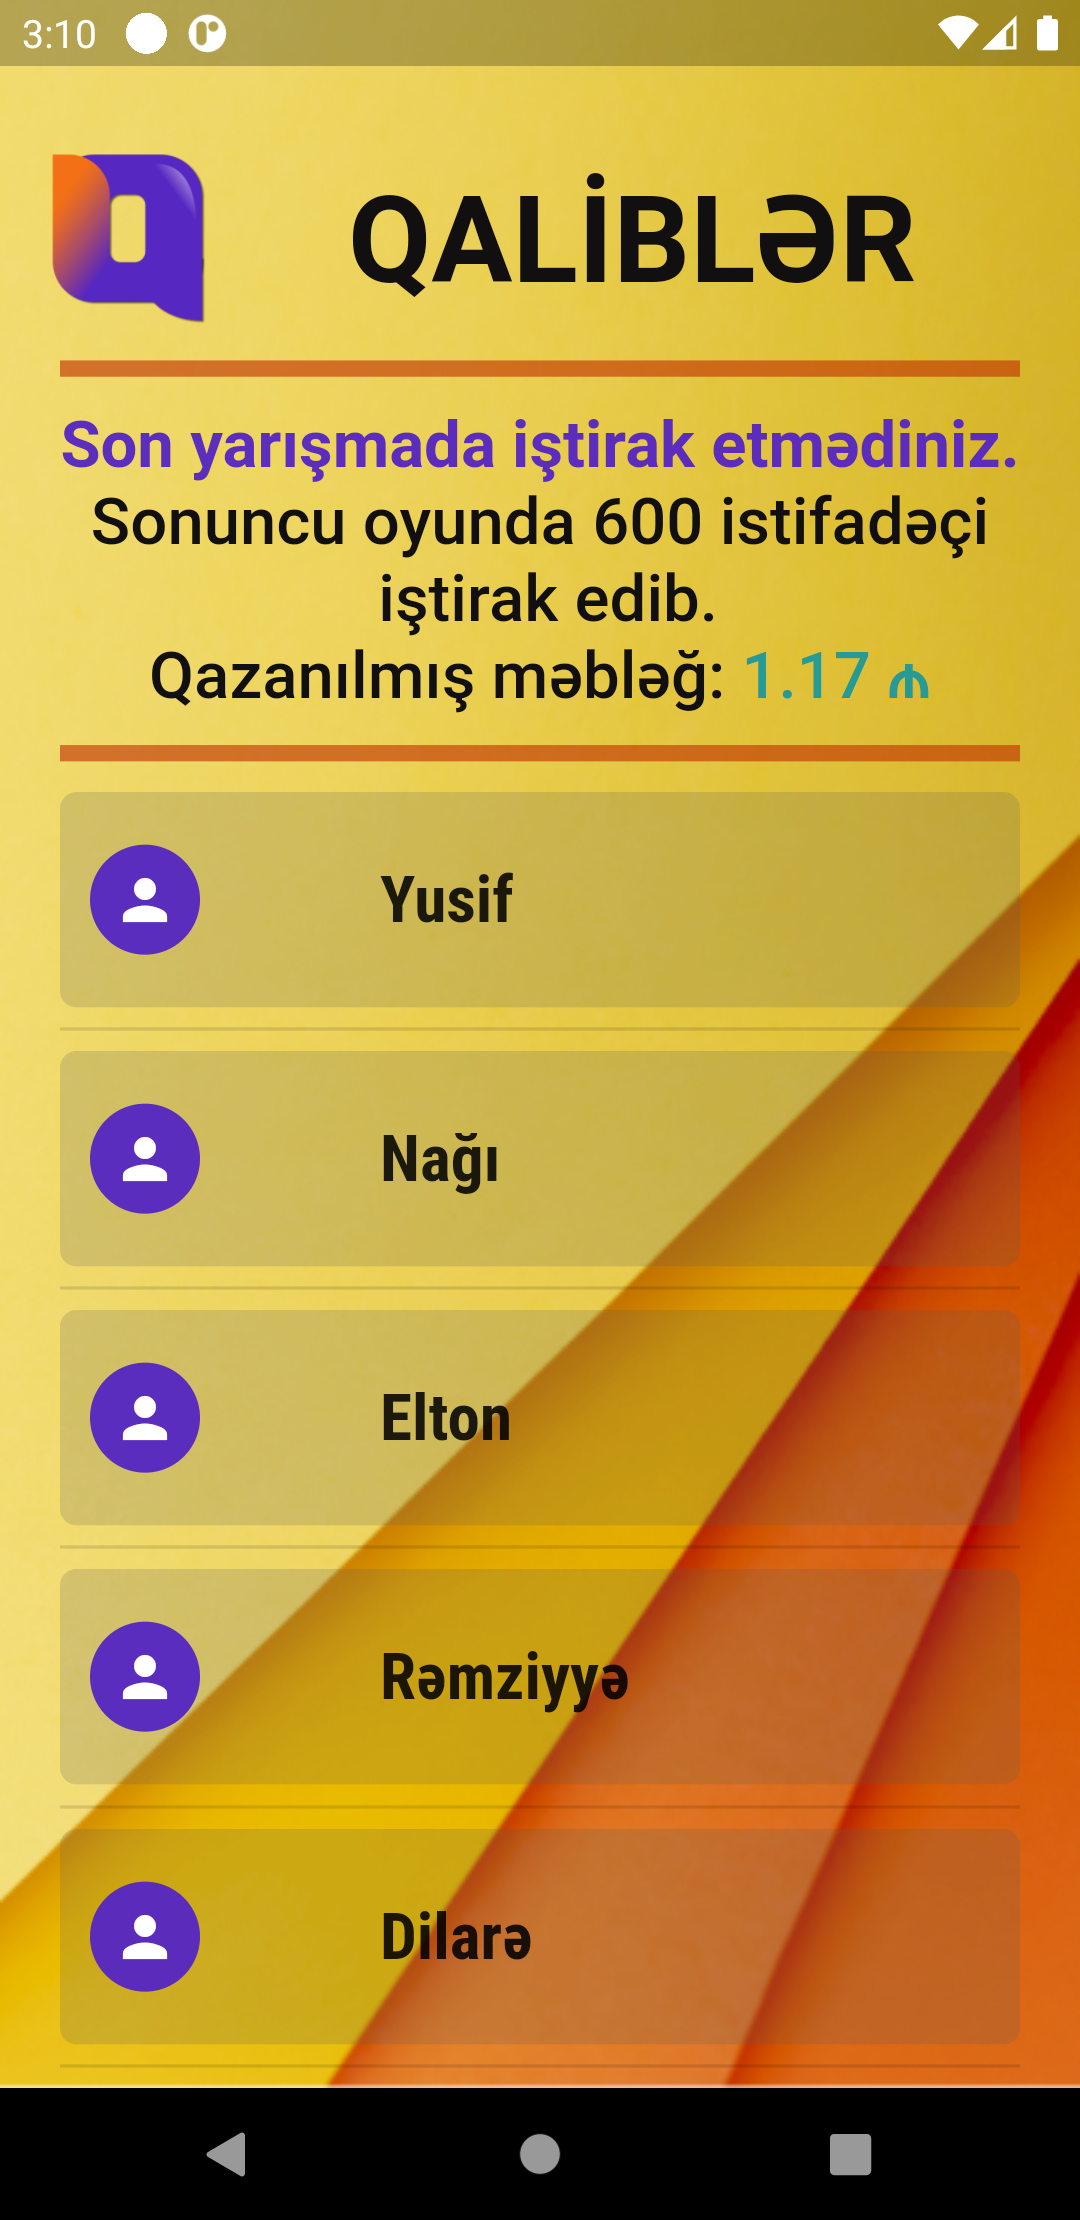 3:10
QALİBLƏR
Son yarışmada iştirak etmədiniz.
Sonuncu oyunda 600 istifadəçi
iştirak edib.
Qazanılmış məbləğ: 1.17 ₼
Yusif
Nağı
Elton
Rəmziyyə
Dilarə